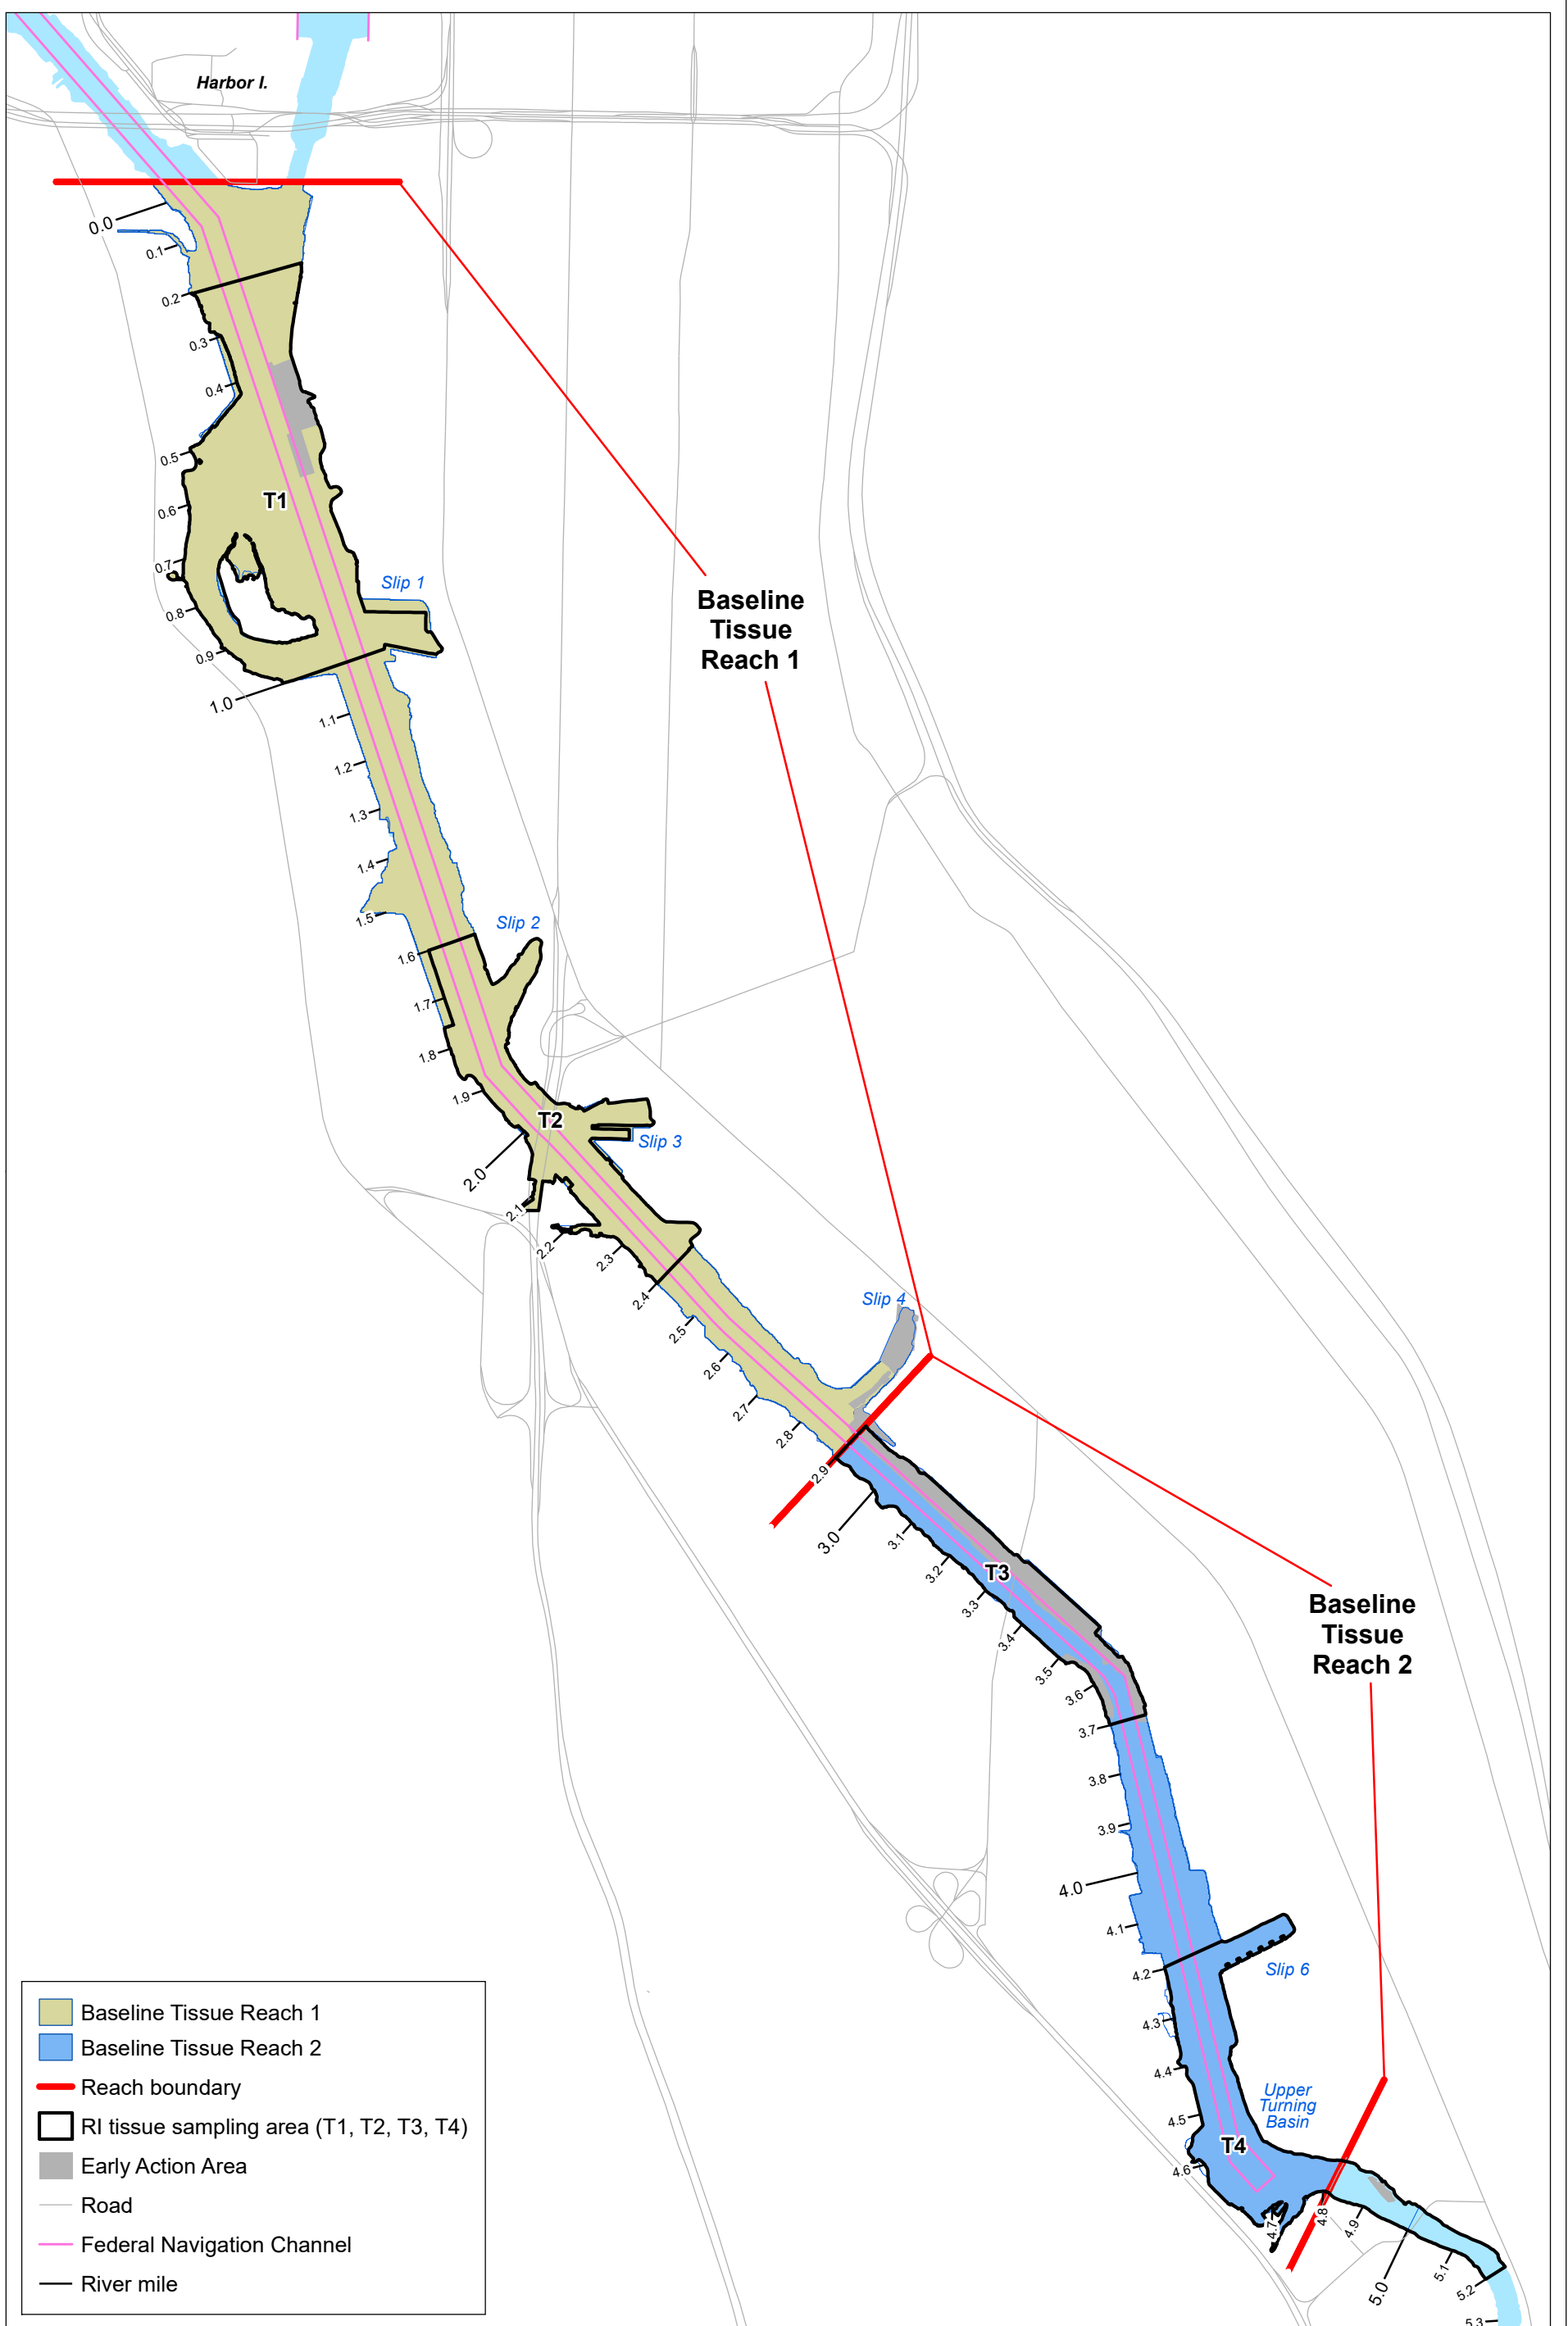 Harbor I.
0.0
0.1
0.2
0.3
0.4
0.5
T1
0.6
0.7
Slip 1
0.8
0.9
1.0
Baseline
Tissue
Reach 1
1.1
1.2
1.3
1.4
1.5
Slip 2
1.6
1.7
1.8
1.9
T2
Slip 3
2.0
2.1
2.2
2.3
2.4
Slip 4
2.5
2.6
2.7
2.8
2.9
3.0
3.1
3.2
T3
3.3
3.4
3.5
3.6
3.7
Baseline
Tissue
Reach 2
3.8
3.9
4.0
4.1
4.2
Slip 6
4.3
4.4
Upper
Turning
Basin
4.5
T4
4.6
4.7
4.8
4.9
5.0
5.1
5.2
5.3
Baseline Tissue Reach 1
Baseline Tissue Reach 2
Reach boundary
RI tissue sampling area (T1, T2, T3, T4)
Early Action Area
Road
Federal Navigation Channel
River mile